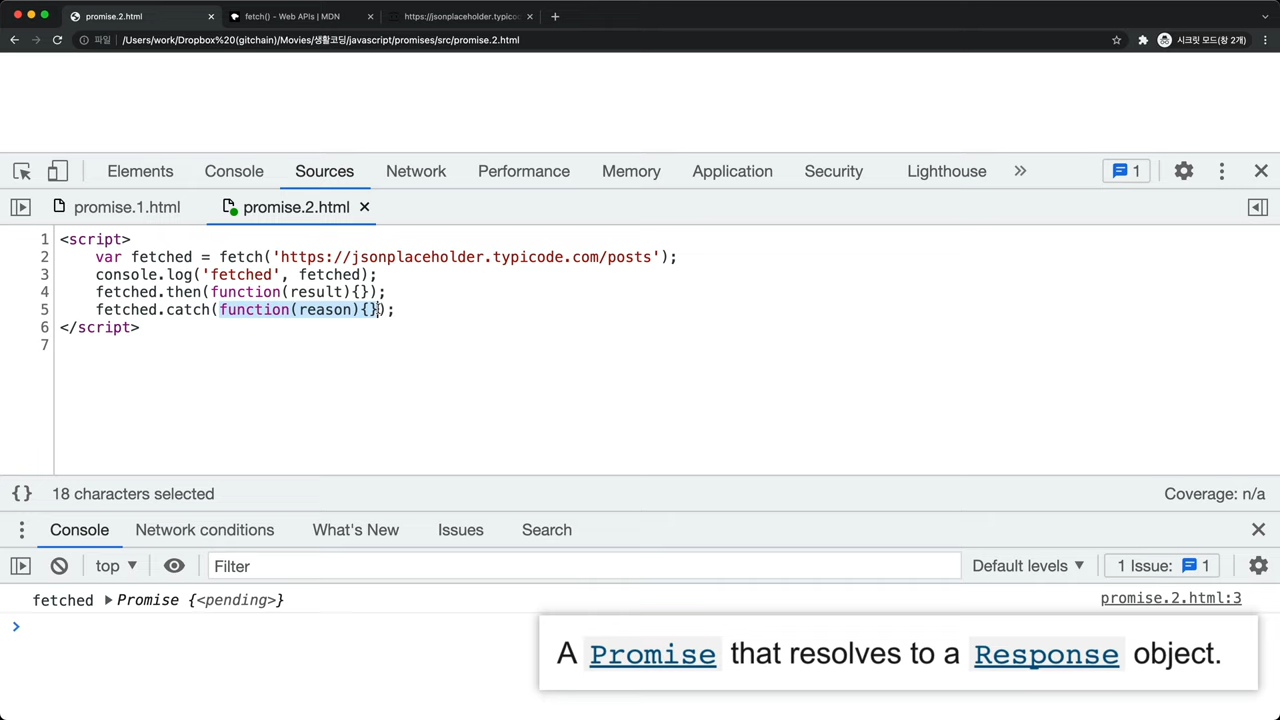 promise.2.html
fetch() - Web APIs | MDN
https://jsonplaceholder.typico
파일 /Users/work/Dropbox%20(gitchain)/Movies/생활코딩/javascript/promises/src/promise.2.html
시크릿 모드(창 2개)
Elements Console Sources Network Performance Memory Application Security Lighthouse » 1
promise.1.html promise.2.html
1 <script>
2 var fetched = fetch('https://jsonplaceholder.typicode.com/posts');
3 console.log('fetched', fetched);
4 fetched.then(function(result){});
5 fetched.catch(function(reason){});
6 </script>
7
{} 18 characters selected Coverage: n/a
Console Network conditions What's New Issues Search
top ▼ Filter Default levels ▼ 1 Issue: 1
fetched ▶Promise {<pending>} promise.2.html:3
>
A Promise that resolves to a Response object.